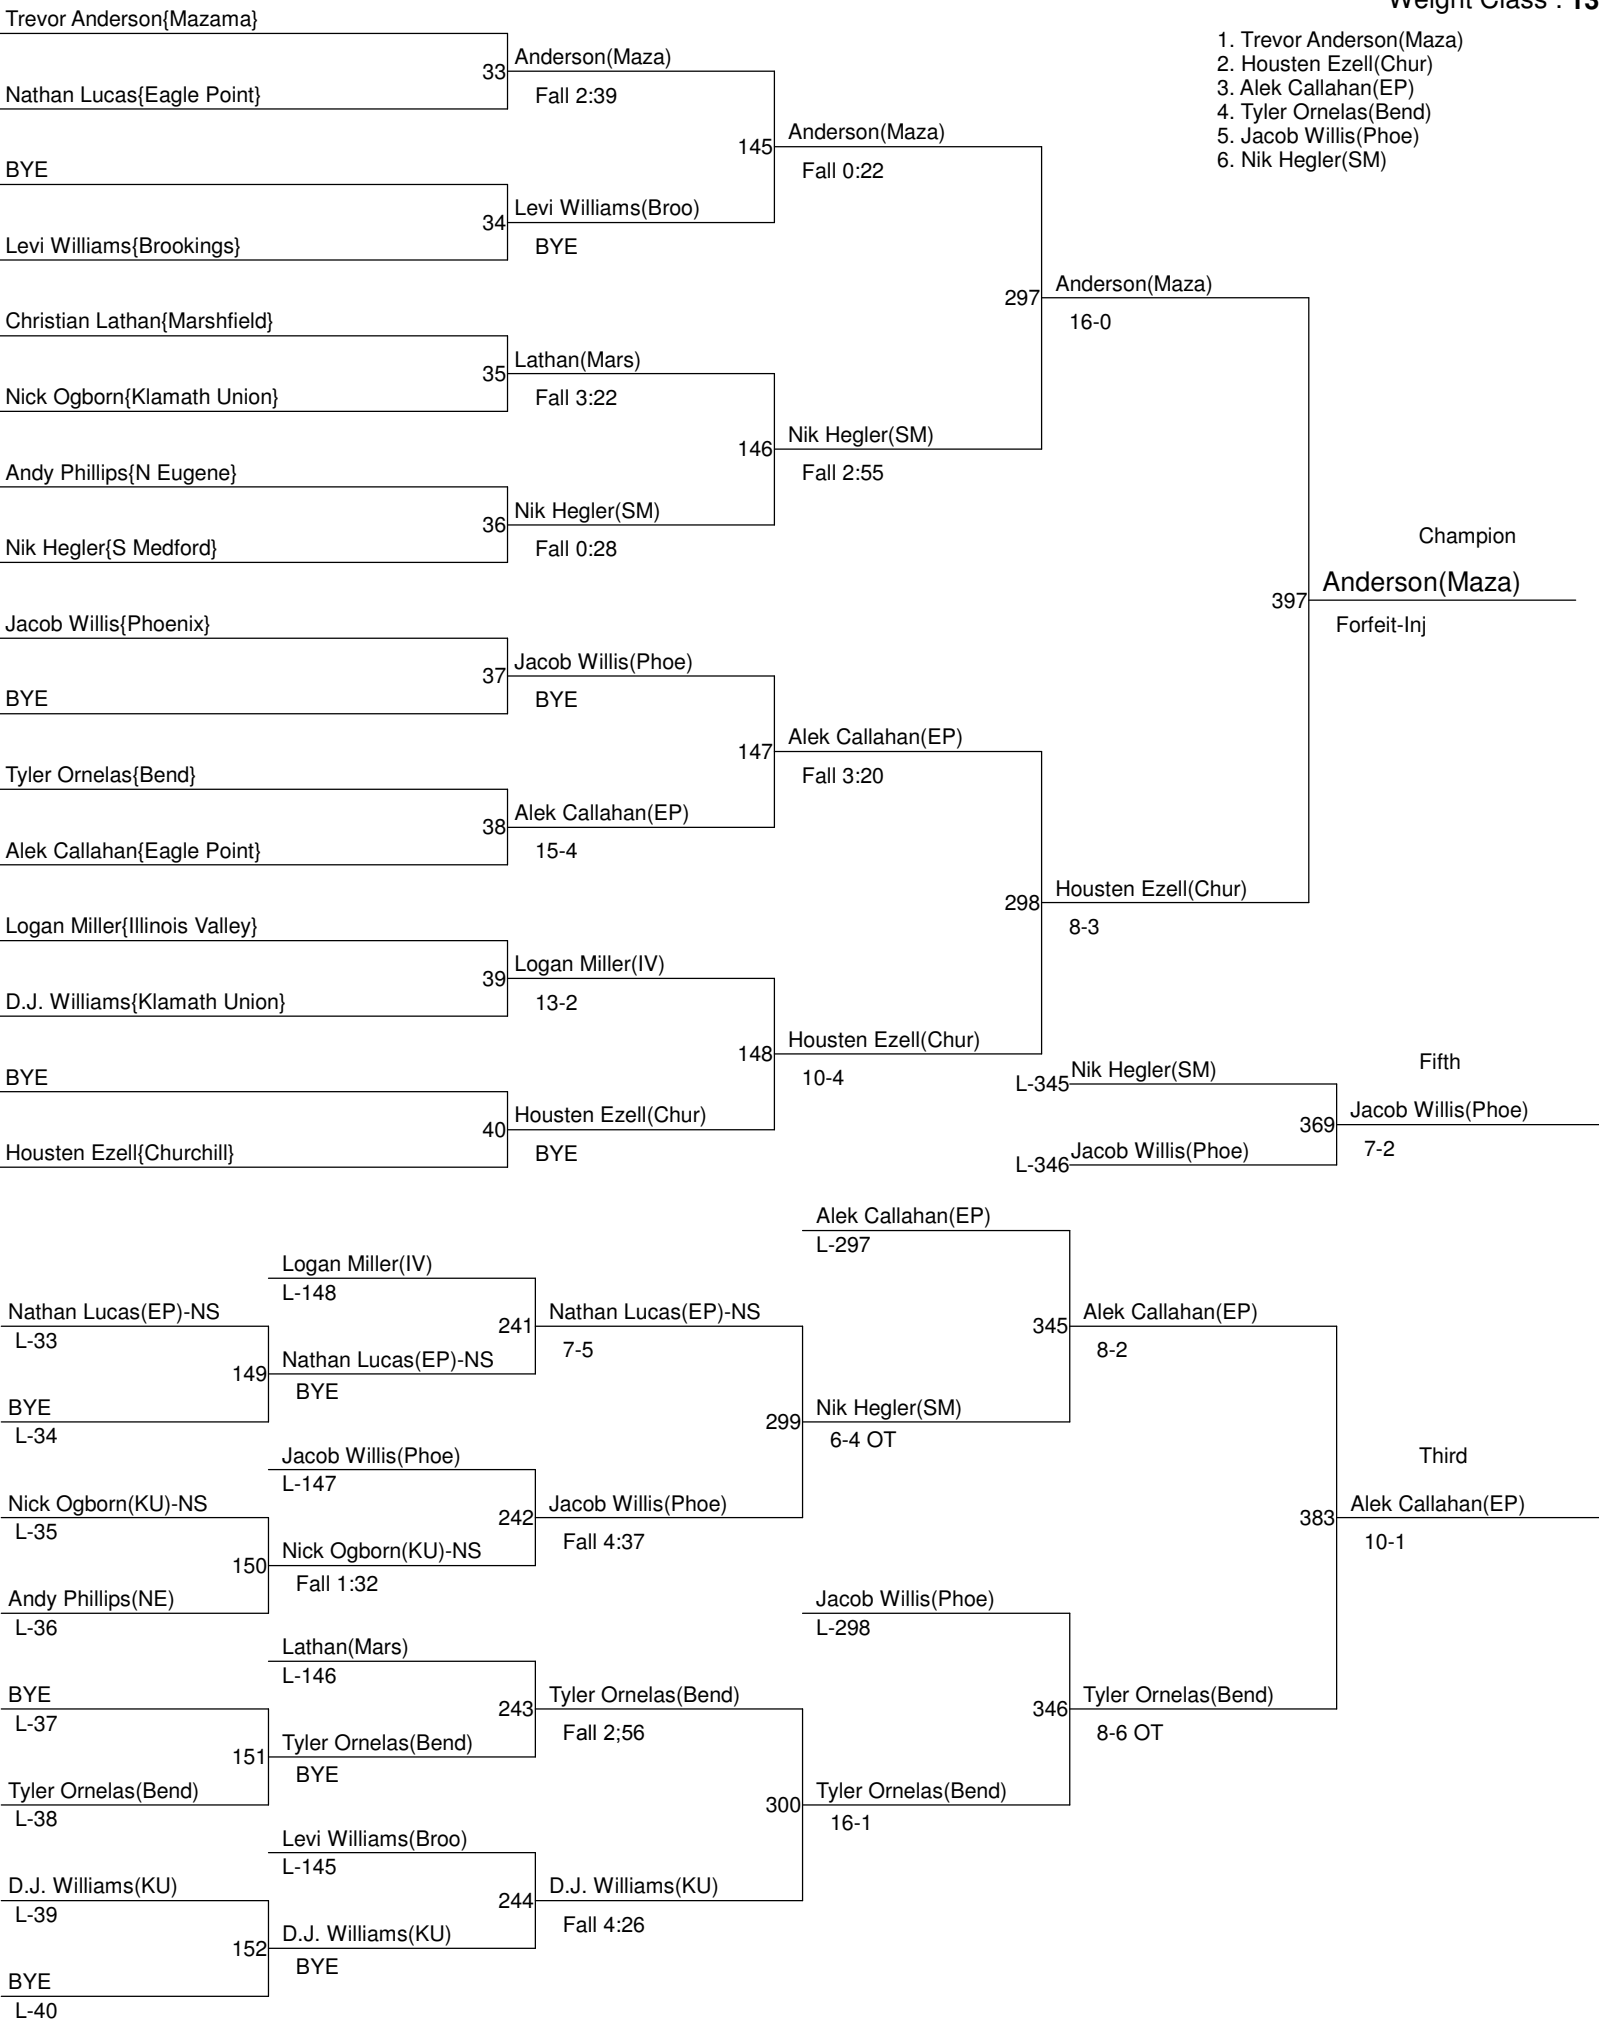 Weight Class : 13
1. Trevor Anderson(Maza)
2. Housten Ezell(Chur)
3. Alek Callahan(EP)
4. Tyler Ornelas(Bend)
5. Jacob Willis(Phoe)
6. Nik Hegler(SM)
Trevor Anderson{Mazama}
33
Anderson(Maza)
Nathan Lucas{Eagle Point}
Fall 2:39
145
Anderson(Maza)
Fall 0:22
BYE
34
Levi Williams(Broo)
Levi Williams{Brookings}
BYE
297
Anderson(Maza)
16-0
Christian Lathan{Marshfield}
35
Lathan(Mars)
Nick Ogborn{Klamath Union}
Fall 3:22
146
Nik Hegler(SM)
Fall 2:55
Andy Phillips{N Eugene}
36
Nik Hegler(SM)
Nik Hegler{S Medford}
Fall 0:28
Champion
397
Anderson(Maza)
Forfeit-Inj
Jacob Willis{Phoenix}
37
Jacob Willis(Phoe)
BYE
BYE
147
Alek Callahan(EP)
Fall 3:20
Tyler Ornelas{Bend}
38
Alek Callahan(EP)
Alek Callahan{Eagle Point}
15-4
298
Housten Ezell(Chur)
8-3
Logan Miller{Illinois Valley}
39
Logan Miller(IV)
D.J. Williams{Klamath Union}
13-2
148
Housten Ezell(Chur)
10-4
BYE
40
Housten Ezell(Chur)
Housten Ezell{Churchill}
BYE
Fifth
L-345
Nik Hegler(SM)
369
Jacob Willis(Phoe)
7-2
L-346
Jacob Willis(Phoe)
Alek Callahan(EP)
L-297
Logan Miller(IV)
L-148
Nathan Lucas(EP)-NS
L-33
241
Nathan Lucas(EP)-NS
7-5
345
Alek Callahan(EP)
8-2
149
Nathan Lucas(EP)-NS
BYE
BYE
L-34
299
Nik Hegler(SM)
6-4 OT
Jacob Willis(Phoe)
L-147
Third
Nick Ogborn(KU)-NS
L-35
242
Jacob Willis(Phoe)
Fall 4:37
383
Alek Callahan(EP)
10-1
150
Nick Ogborn(KU)-NS
Fall 1:32
Andy Phillips(NE)
L-36
Jacob Willis(Phoe)
L-298
Lathan(Mars)
L-146
BYE
L-37
243
Tyler Ornelas(Bend)
Fall 2;56
346
Tyler Ornelas(Bend)
8-6 OT
151
Tyler Ornelas(Bend)
BYE
Tyler Ornelas(Bend)
L-38
300
Tyler Ornelas(Bend)
16-1
Levi Williams(Broo)
L-145
D.J. Williams(KU)
L-39
244
D.J. Williams(KU)
Fall 4:26
152
D.J. Williams(KU)
BYE
BYE
L-40